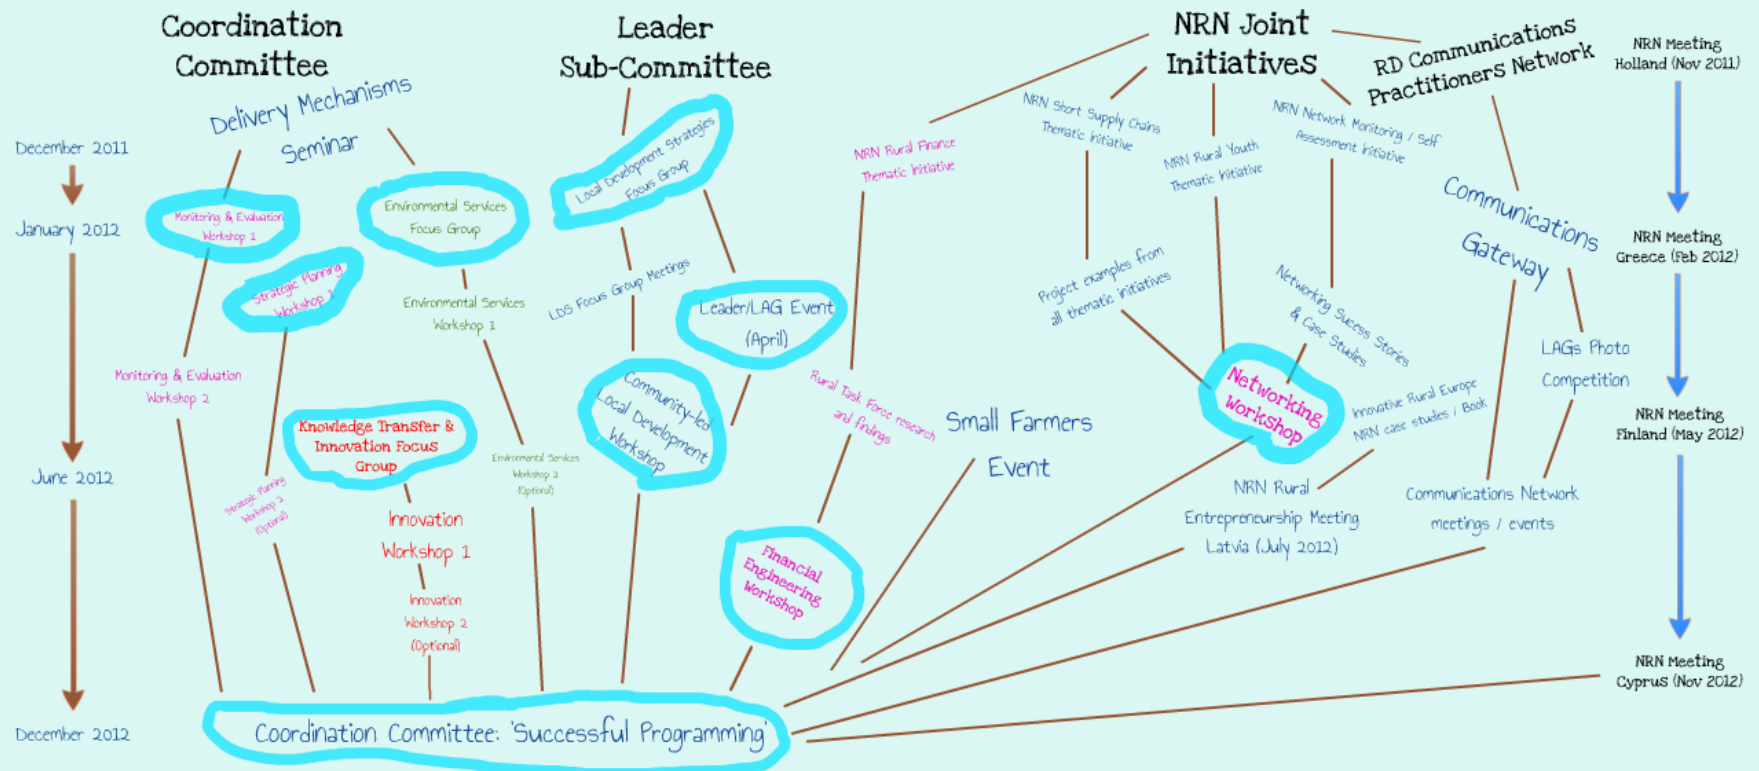 Coordination
Committee
Leader
Sub-Committee
NRN Joint
Initiatives
RD Communications
Practitioners Network
NRN Meeting
Holland (Nov 2011)
Delivery Mechanisms
Seminar
December 2011
January 2012
June 2012
December 2012
Monitoring & Evaluation
Workshop 1
Strategic Planning
Workshop 1
Environmental Services
Focus Group
Environmental Services
Workshop 1
Monitoring & Evaluation
Workshop 2
Knowledge Transfer &
Innovation Focus
Group
Strategic Planning
Workshop 2
(Optional)
Innovation
Workshop 1
Innovation
Workshop 2
(Optional)
Environmental Services
Workshop 2
(Optional)
Local Development Strategies
Focus Group
LDS Focus Group Meetings
Leader/LAG Event
(April)
Community-led
Local Development
Workshop
NRN Rural Finance
Thematic Initiative
Rural Task Force research
and findings
Financial
Engineering
Workshop
Small Farmers
Event
NRN Short Supply Chains
Thematic Initiative
NRN Rural Youth
Thematic Initiative
NRN Network Monitoring / Self
Assessment Initiative
Project examples from
all thematic initiatives
Networking Sucess Stories
& Case Studies
Networking
Workshop
Innovative Rural Europe
NRN case studies / Book
NRN Rural
Entrepreneurship Meeting
Latvia (July 2012)
Communications
Gateway
LAGs Photo
Competition
Communications Network
meetings / events
NRN Meeting
Greece (Feb 2012)
NRN Meeting
Finland (May 2012)
NRN Meeting
Cyprus (Nov 2012)
Coordination Committee: 'Successful Programming'